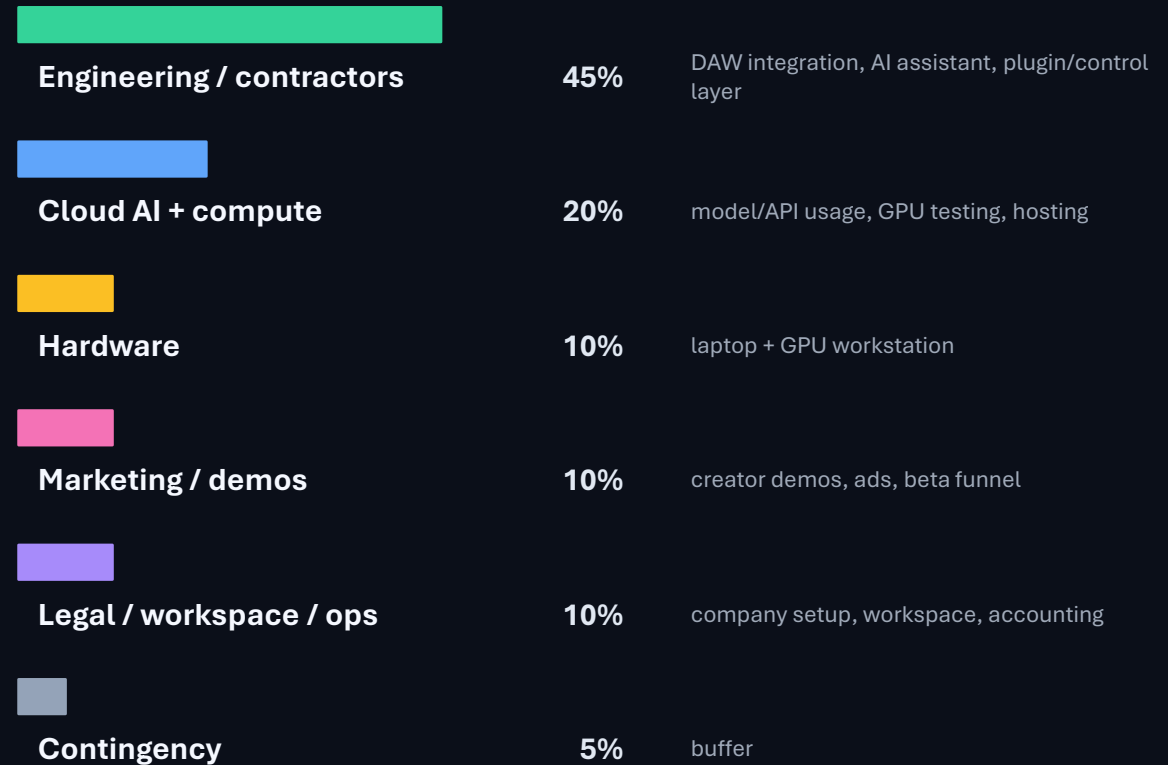 Engineering / contractors 45% DAW integration, AI assistant, plugin/control
layer
Cloud AI + compute 20% model/API usage, GPU testing, hosting
Hardware 10% laptop + GPU workstation
Marketing / demos 10% creator demos, ads, beta funnel
Legal / workspace / ops 10% company setup, workspace, accounting
Contingency 5% buffer